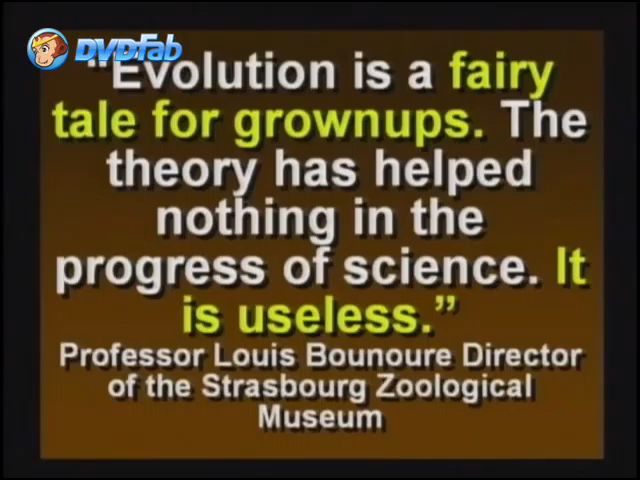 DVDFab
"Evolution is a fairy
tale for grownups. The
theory has helped
nothing in the
progress of science. It
is useless.”
Professor Louis Bounoure Director
of the Strasbourg Zoological
Museum